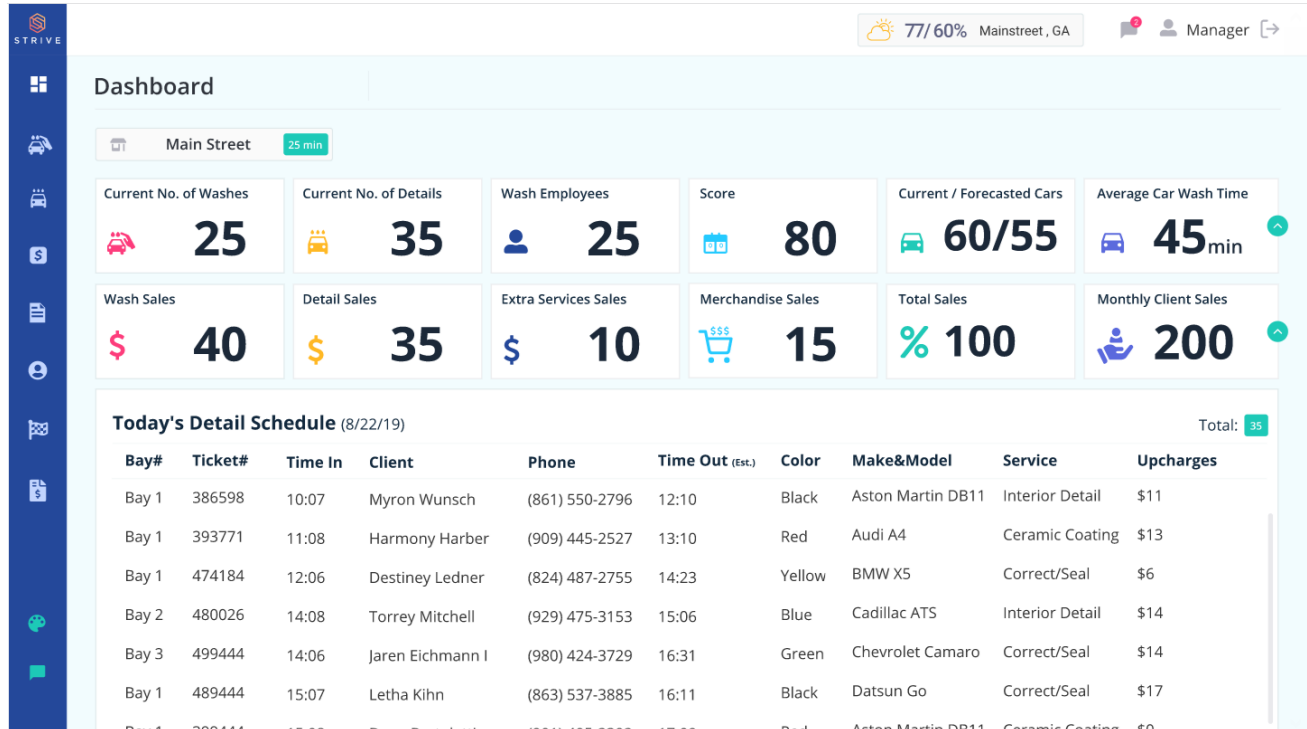 STRIVE
77/60% Mainstreet , GA
2
Manager
Dashboard
Main Street 25 min
Current No. of Washes
25
Current No. of Details
35
Wash Employees
25
Score
80
Current / Forecasted Cars
60/55
Average Car Wash Time
45min
Wash Sales
$ 40
Detail Sales
$ 35
Extra Services Sales
$ 10
Merchandise Sales
$$$ 15
Total Sales
% 100
Monthly Client Sales
200
Today's Detail Schedule (8/22/19) Total: 35
Bay# Ticket# Time In Client Phone Time Out (Est.) Color Make&Model Service Upcharges
Bay 1 386598 10:07 Myron Wunsch (861) 550-2796 12:10 Black Aston Martin DB11 Interior Detail $11
Bay 1 393771 11:08 Harmony Harber (909) 445-2527 13:10 Red Audi A4 Ceramic Coating $13
Bay 1 474184 12:06 Destiney Ledner (824) 487-2755 14:23 Yellow BMW X5 Correct/Seal $6
Bay 2 480026 14:08 Torrey Mitchell (929) 475-3153 15:06 Blue Cadillac ATS Interior Detail $14
Bay 3 499444 14:06 Jaren Eichmann I (980) 424-3729 16:31 Green Chevrolet Camaro Correct/Seal $14
Bay 1 489444 15:07 Letha Kihn (863) 537-3885 16:11 Black Datsun Go Correct/Seal $17
Aston Martin DB11 Ceramic Coating